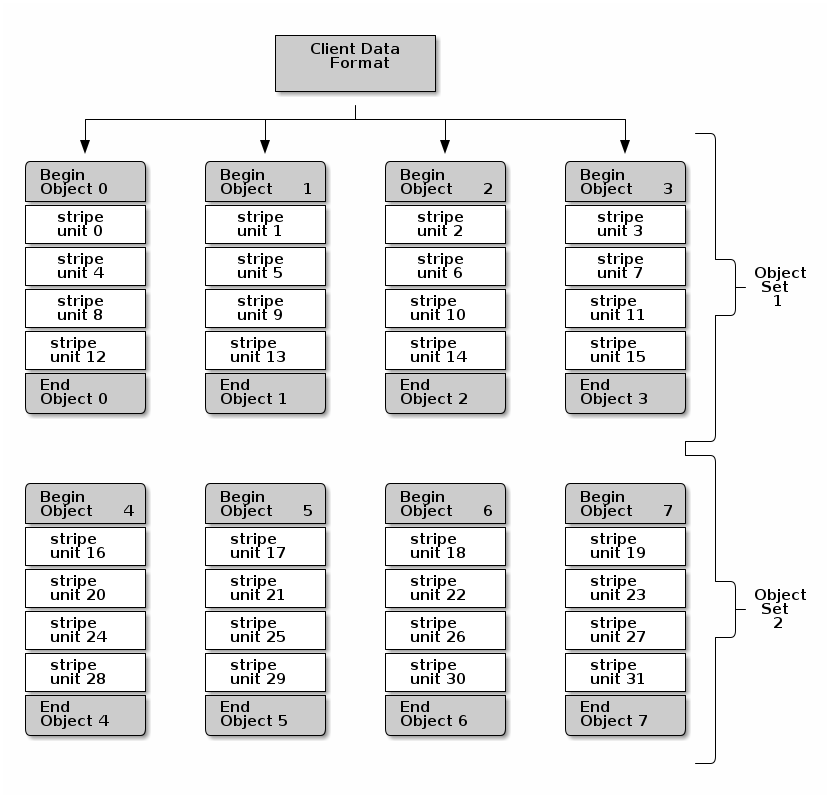 Client Data
Format
Begin
Object 0
stripe
unit 0
stripe
unit 4
stripe
unit 8
stripe
unit 12
End
Object 0
Begin
Object 1
stripe
unit 1
stripe
unit 5
stripe
unit 9
stripe
unit 13
End
Object 1
Begin
Object 2
stripe
unit 2
stripe
unit 6
stripe
unit 10
stripe
unit 14
End
Object 2
Begin
Object 3
stripe
unit 3
stripe
unit 7
stripe
unit 11
stripe
unit 15
End
Object 3
Object
Set
1
Begin
Object 4
stripe
unit 16
stripe
unit 20
stripe
unit 24
stripe
unit 28
End
Object 4
Begin
Object 5
stripe
unit 17
stripe
unit 21
stripe
unit 25
stripe
unit 29
End
Object 5
Begin
Object 6
stripe
unit 18
stripe
unit 22
stripe
unit 26
stripe
unit 30
End
Object 6
Begin
Object 7
stripe
unit 19
stripe
unit 23
stripe
unit 27
stripe
unit 31
End
Object 7
Object
Set
2